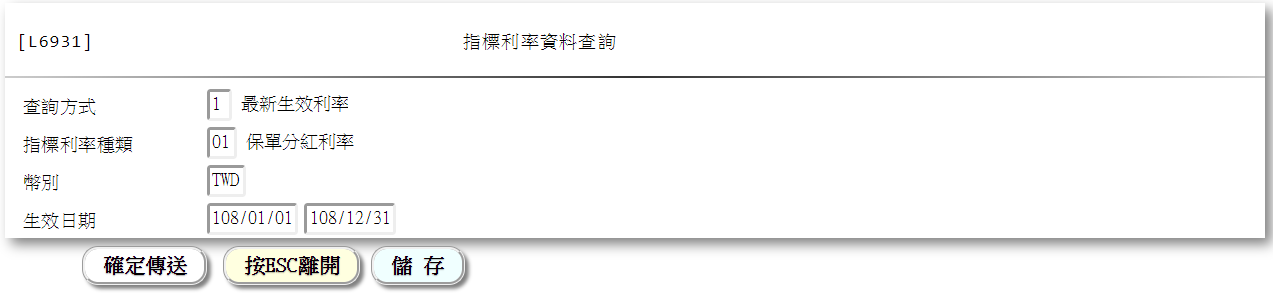 [L6931] 指標利率資料查詢
查詢方式 1 最新生效利率
指標利率種類 01 保單分紅利率
幣別 TWD
生效日期 108/01/01 108/12/31
確定傳送 按ESC離開 儲 存